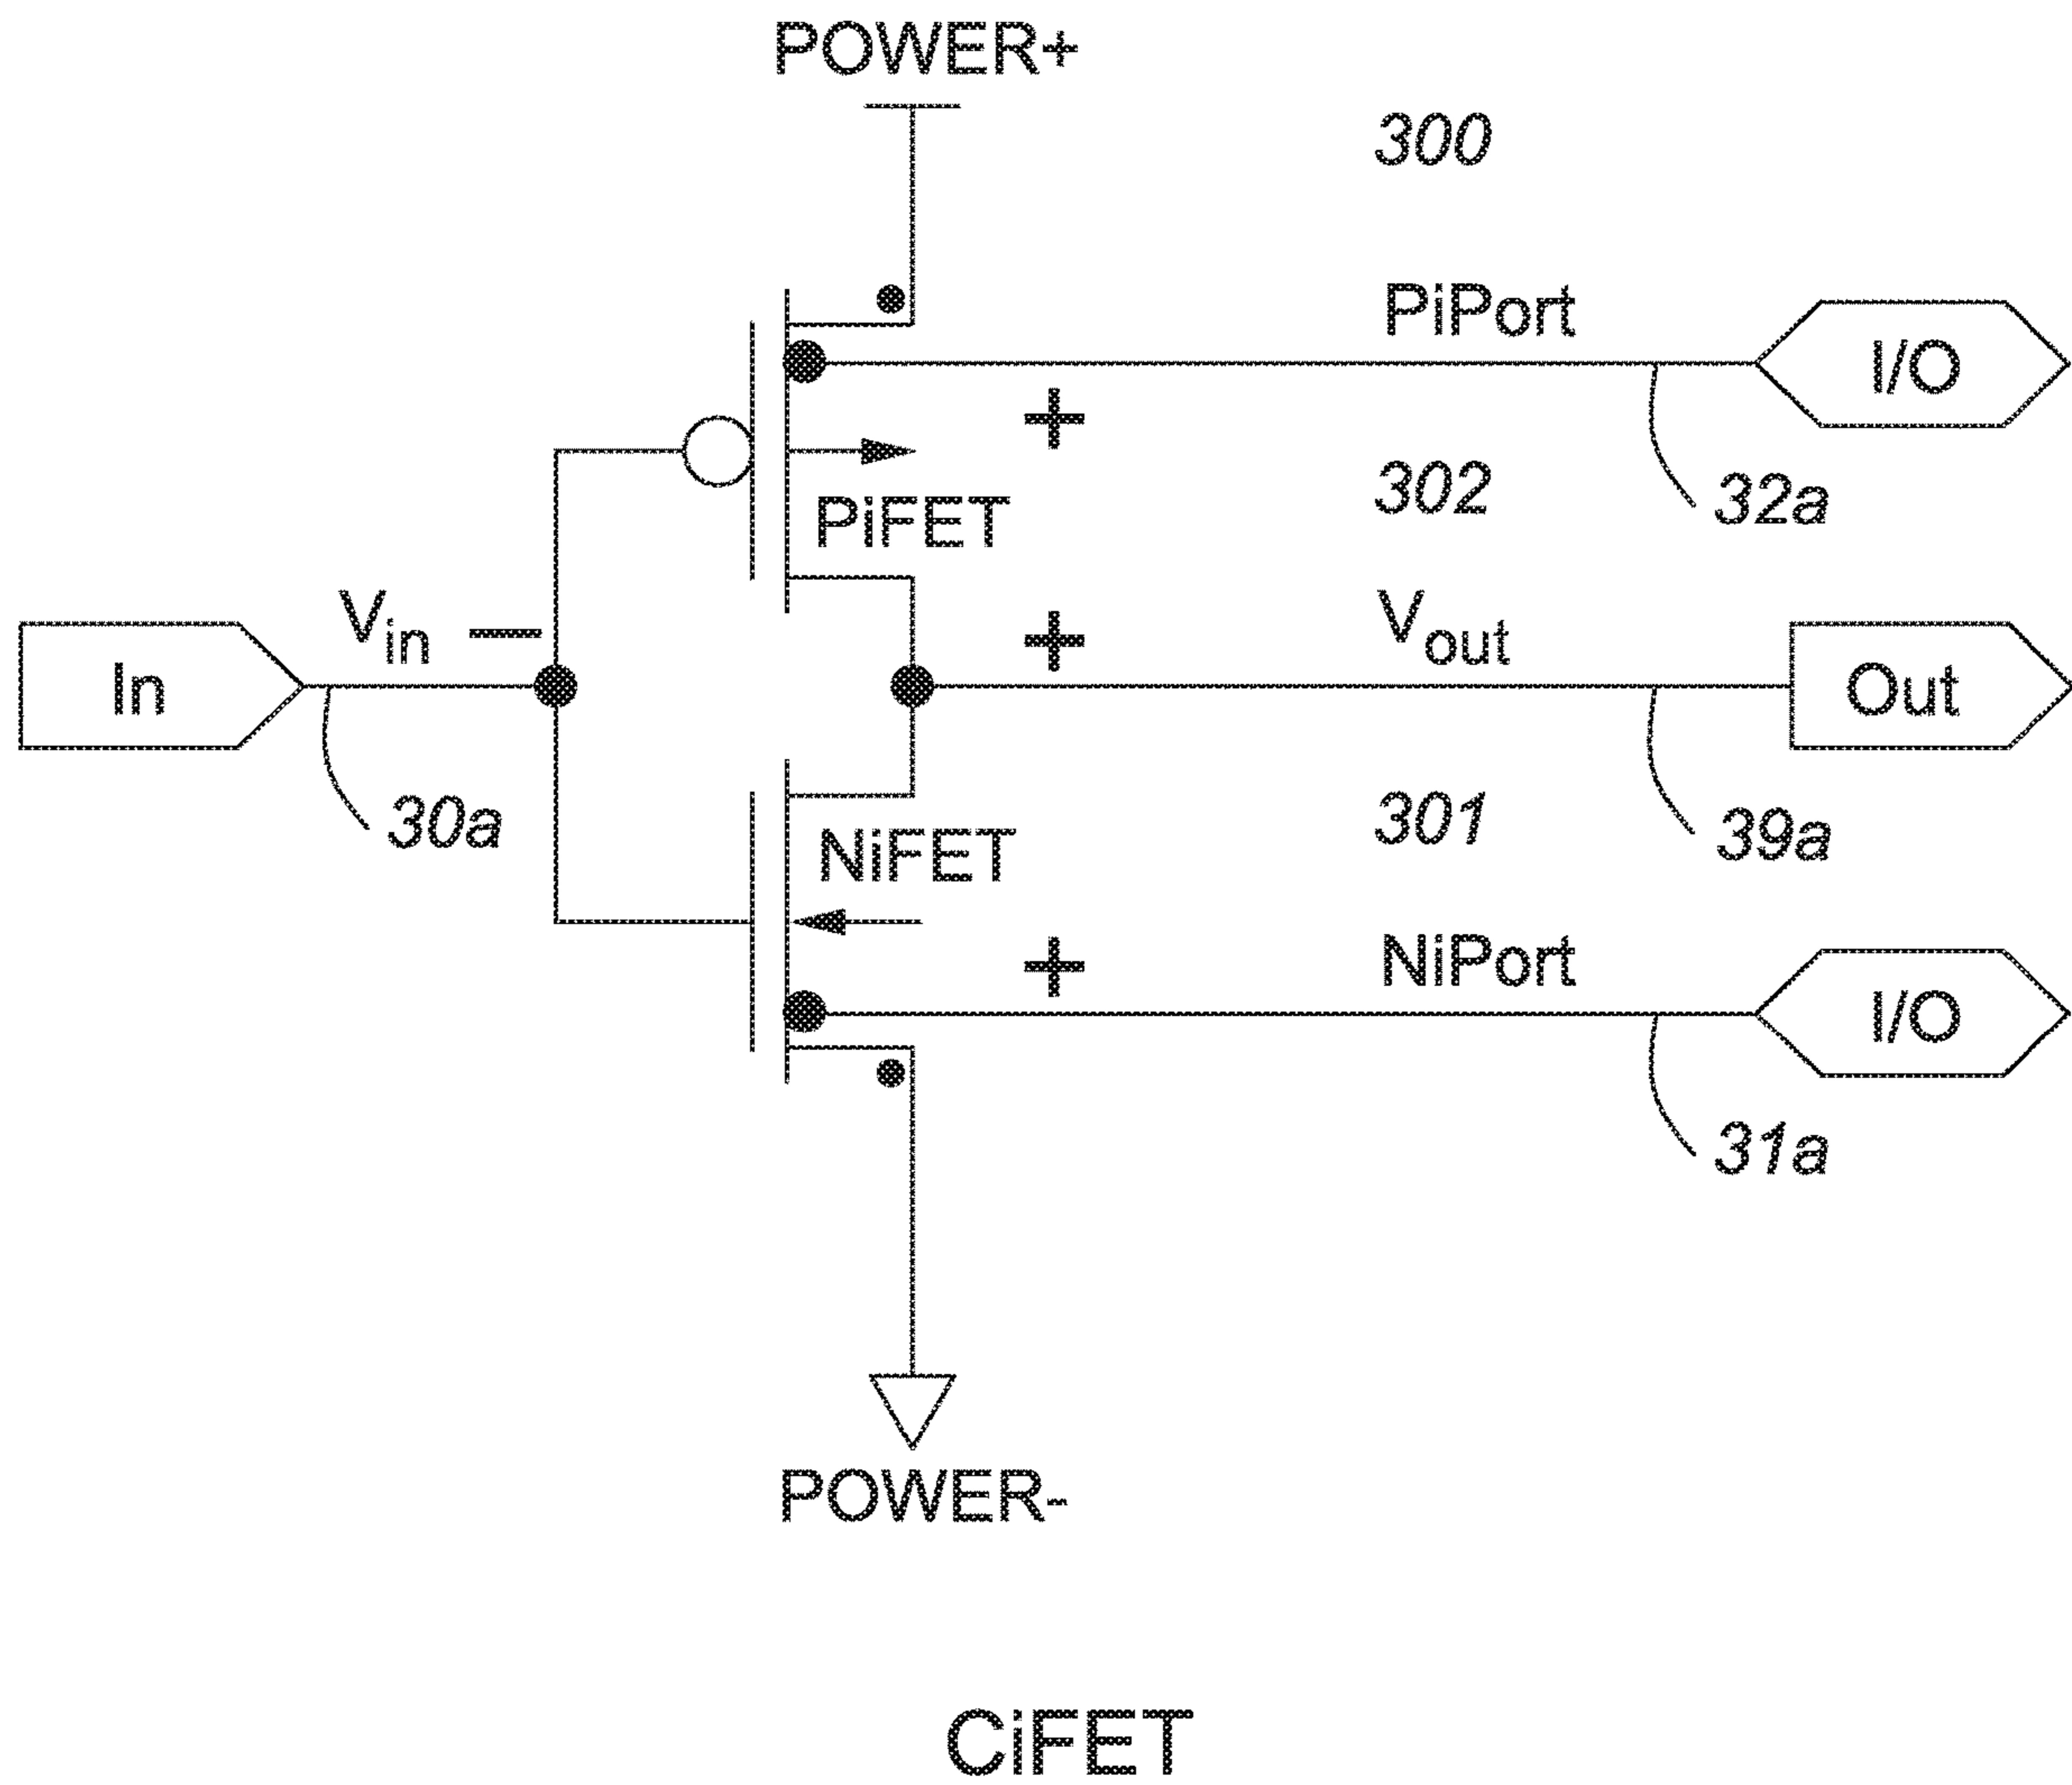 POWER+
300
PiPort
I/O
+
302
32a
PiFET
Vin −
+
Vout
In
Out
30a
301
39a
NiFET
+
NiPort
I/O
31a
POWER-
CiFET